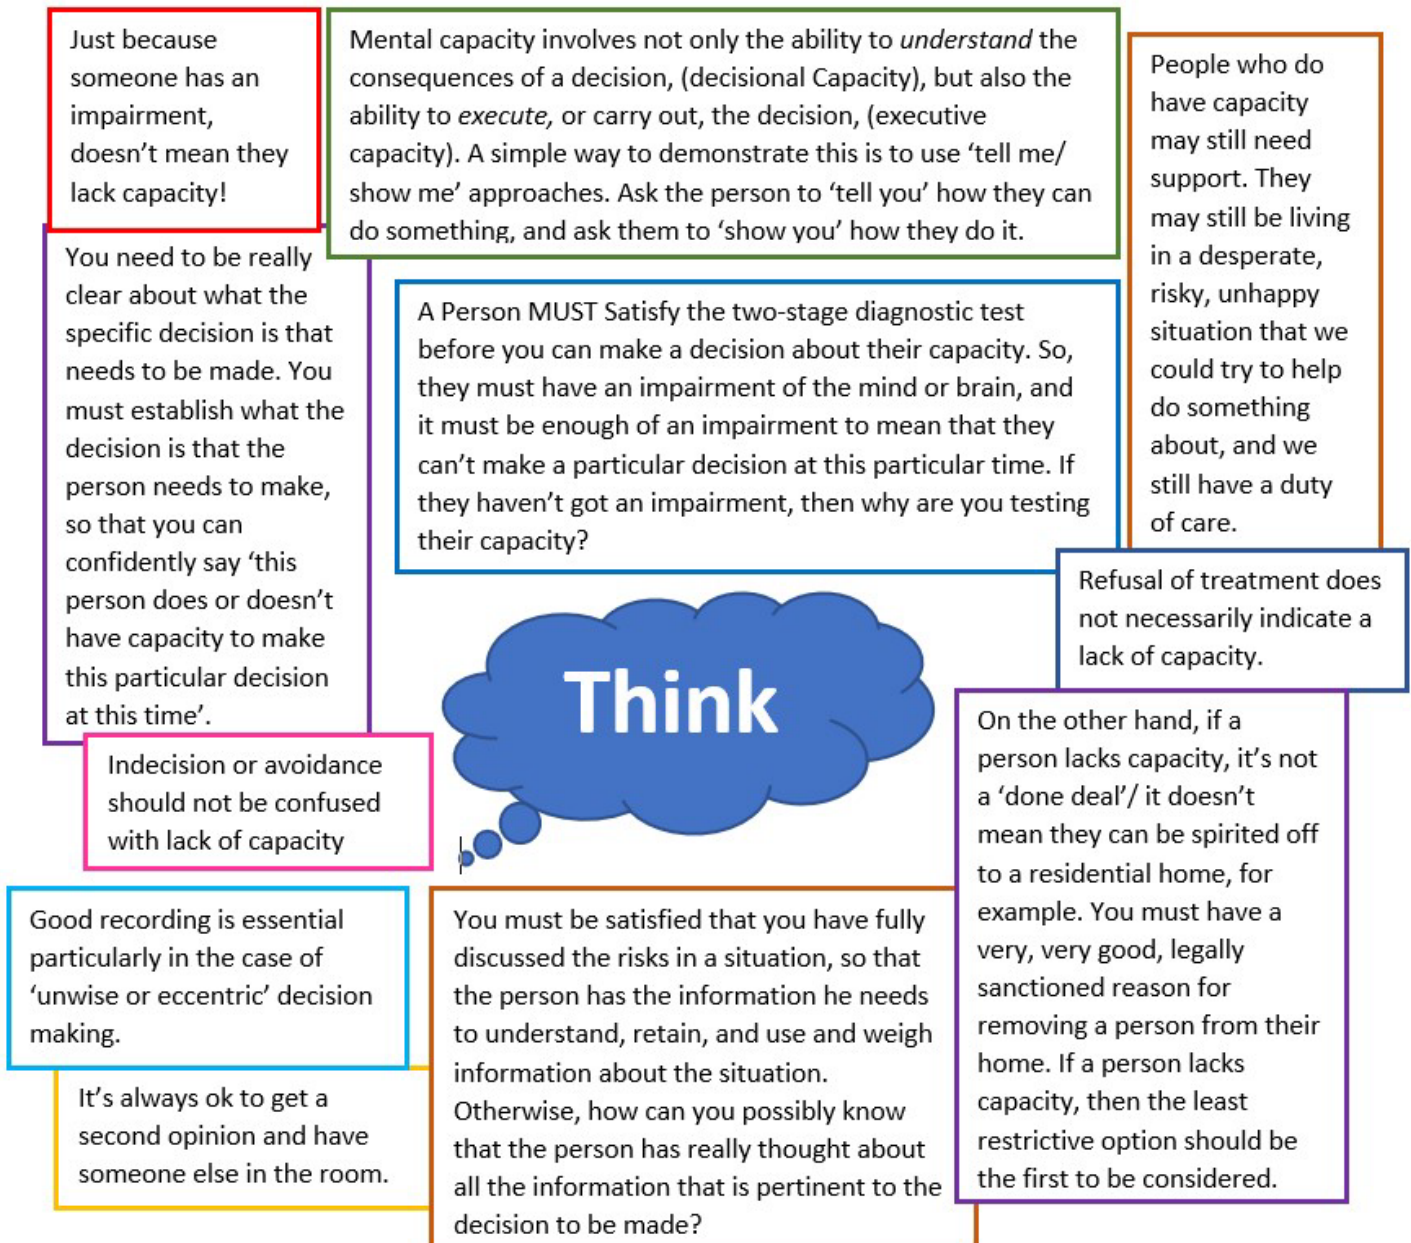 Just because
someone has an
impairment,
doesn’t mean they
lack capacity!
Mental capacity involves not only the ability to understand the
consequences of a decision, (decisional Capacity), but also the
ability to execute, or carry out, the decision, (executive
capacity). A simple way to demonstrate this is to use ‘tell me/
show me’ approaches. Ask the person to ‘tell you’ how they can
do something, and ask them to ‘show you’ how they do it.
People who do
have capacity
may still need
support. They
may still be living
in a desperate,
risky, unhappy
situation that we
could try to help
do something
about, and we
still have a duty
of care.
You need to be really
clear about what the
specific decision is that
needs to be made. You
must establish what the
decision is that the
person needs to make,
so that you can
confidently say ‘this
person does or doesn’t
have capacity to make
this particular decision
at this time’.
A Person MUST Satisfy the two-stage diagnostic test
before you can make a decision about their capacity. So,
they must have an impairment of the mind or brain, and
it must be enough of an impairment to mean that they
can’t make a particular decision at this particular time. If
they haven’t got an impairment, then why are you testing
their capacity?
Refusal of treatment does
not necessarily indicate a
lack of capacity.
Think
Indecision or avoidance
should not be confused
with lack of capacity
On the other hand, if a
person lacks capacity, it’s not
a ‘done deal’/ it doesn’t
mean they can be spirited off
to a residential home, for
example. You must have a
very, very good, legally
sanctioned reason for
removing a person from their
home. If a person lacks
capacity, then the least
restrictive option should be
the first to be considered.
Good recording is essential
particularly in the case of
‘unwise or eccentric’ decision
making.
You must be satisfied that you have fully
discussed the risks in a situation, so that
the person has the information he needs
to understand, retain, and use and weigh
information about the situation.
Otherwise, how can you possibly know
that the person has really thought about
all the information that is pertinent to the
decision to be made?
It’s always ok to get a
second opinion and have
someone else in the room.